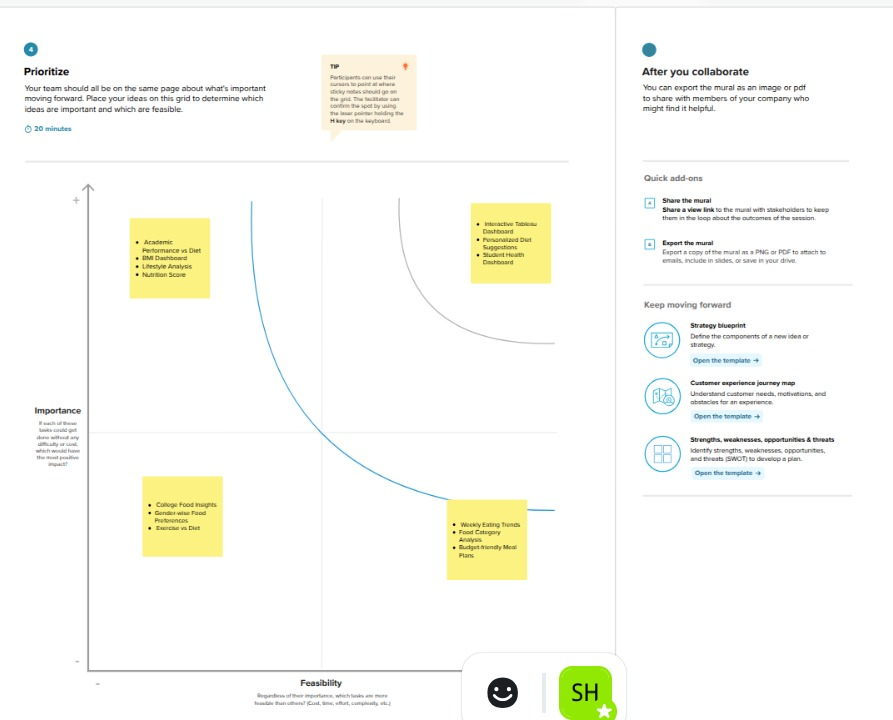 4
Prioritize
Your team should all be on the same page about what's important
moving forward. Place your ideas on this grid to determine which
ideas are important and which are feasible.
20 minutes
TIP
Participants can use their
cursors to point at where
sticky notes should go on
the grid. The facilitator can
confirm the spot by using
the laser pointer holding the
H key on the keyboard.
+
• Academic
Performance vs Diet
• BMI Dashboard
• Lifestyle Analysis
• Nutrition Score
• Interactive Tableau
Dashboard
• Personalized Diet
Suggestions
• Student Health
Dashboard
Importance
If each of these
tasks could get
done without any
difficulty or cost,
which would have
the most positive
impact?
• College Food Insights
• Gender-wise Food
Preferences
• Exercise vs Diet
• Weekly Eating Trends
• Food Category
Analysis
• Budget-friendly Meal
Plans
-
-
Feasibility
Regardless of their importance, which tasks are more
feasible than others? (Cost, time, effort, complexity, etc.)
SH
After you collaborate
You can export the mural as an image or pdf
to share with members of your company who
might find it helpful.
Quick add-ons
Share the mural
Share a view link to the mural with stakeholders to keep
them in the loop about the outcomes of the session.
Export the mural
Export a copy of the mural as a PNG or PDF to attach to
emails, include in slides, or save in your drive.
Keep moving forward
Strategy blueprint
Define the components of a new idea or
strategy.
Open the template →
Customer experience journey map
Understand customer needs, motivations, and
obstacles for an experience.
Open the template →
Strengths, weaknesses, opportunities & threats
Identify strengths, weaknesses, opportunities,
and threats (SWOT) to develop a plan.
Open the template →